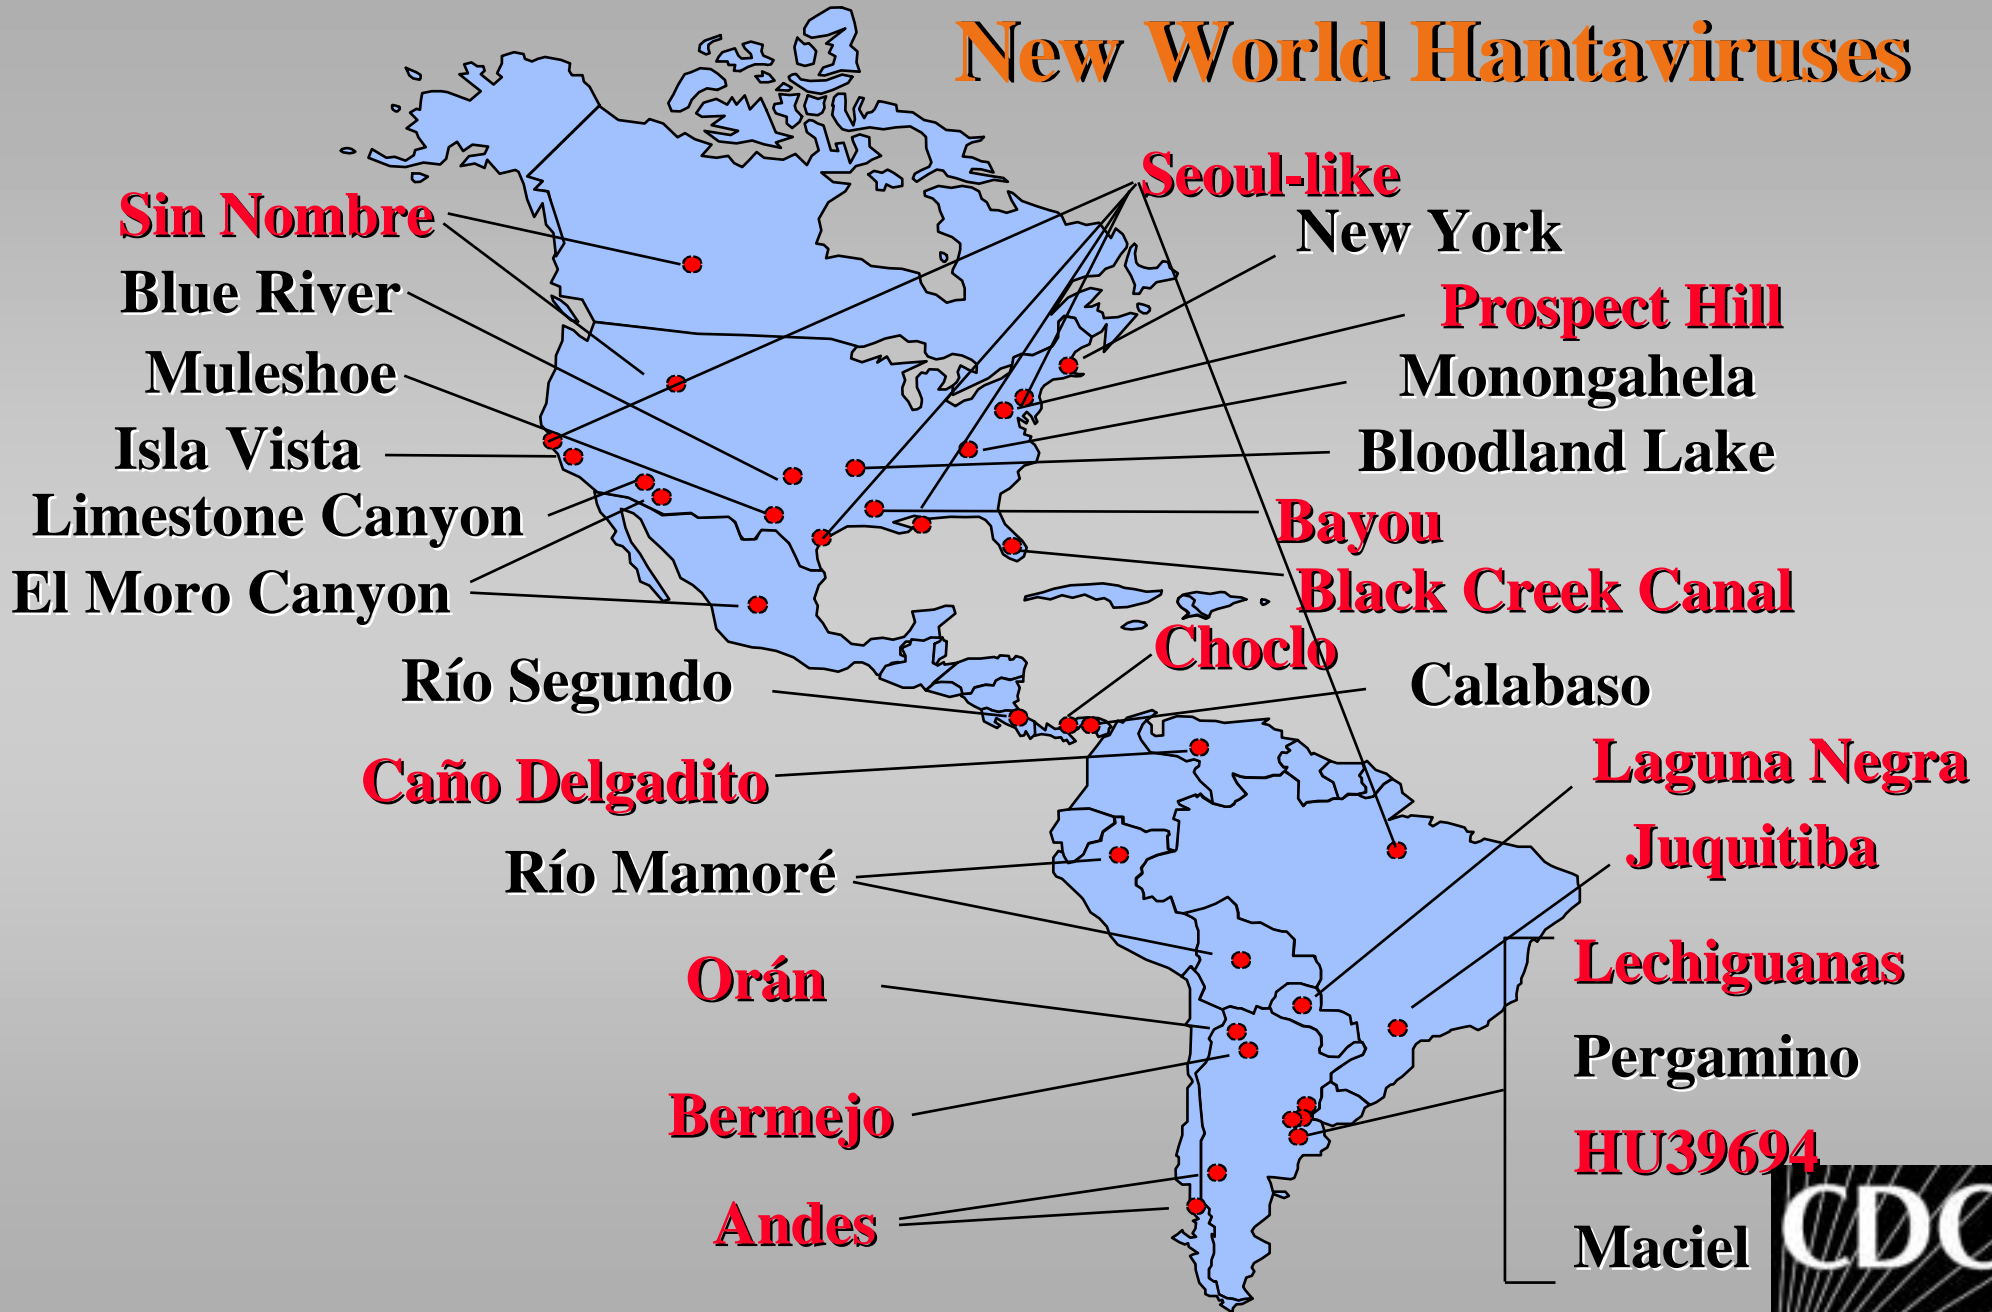 New World Hantaviruses
Seoul-like
Sin Nombre
New York
Blue River
Prospect Hill
Muleshoe
Monongahela
Isla Vista
Bloodland Lake
Limestone Canyon
Bayou
El Moro Canyon
Black Creek Canal
Choclo
Río Segundo
Calabaso
Caño Delgadito
Laguna Negra
Juquitiba
Río Mamoré
Orán
Lechiguanas
Pergamino
Bermejo
HU39694
Andes
Maciel
CDC